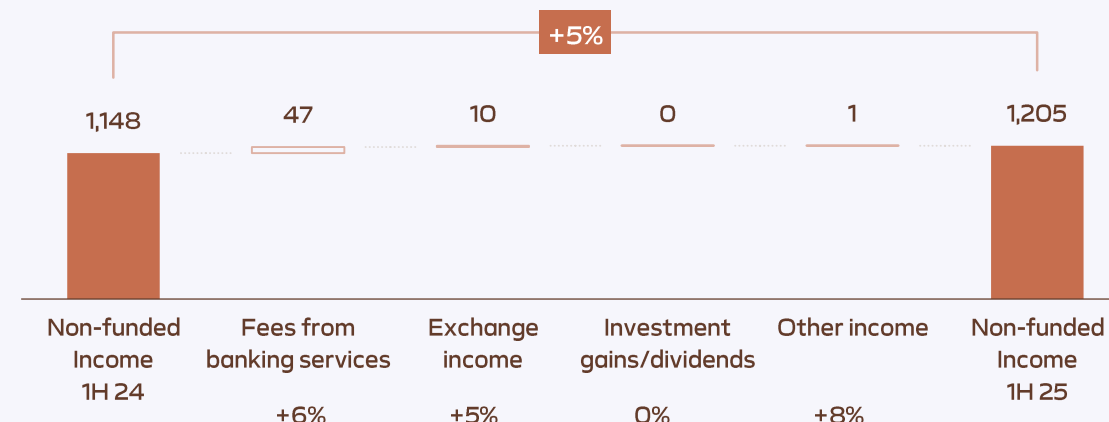 +5%
1,148
47
10
0
1
1,205
Non-funded
Income
1H 24
Fees from
banking services
Exchange
income
Investment
gains/dividends
Other income
Non-funded
Income
1H 25
+6%
+5%
0%
+8%